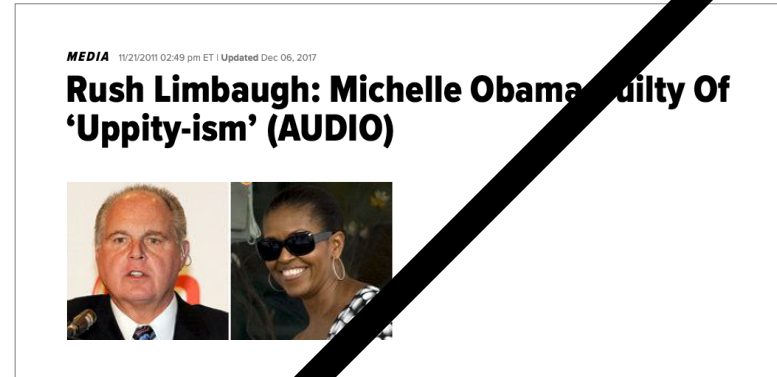 MEDIA 11/21/2011 02:49 pm ET | Updated Dec 06, 2017
Rush Limbaugh: Michelle Obama Of
‘Uppity-ism’ (AUDIO)